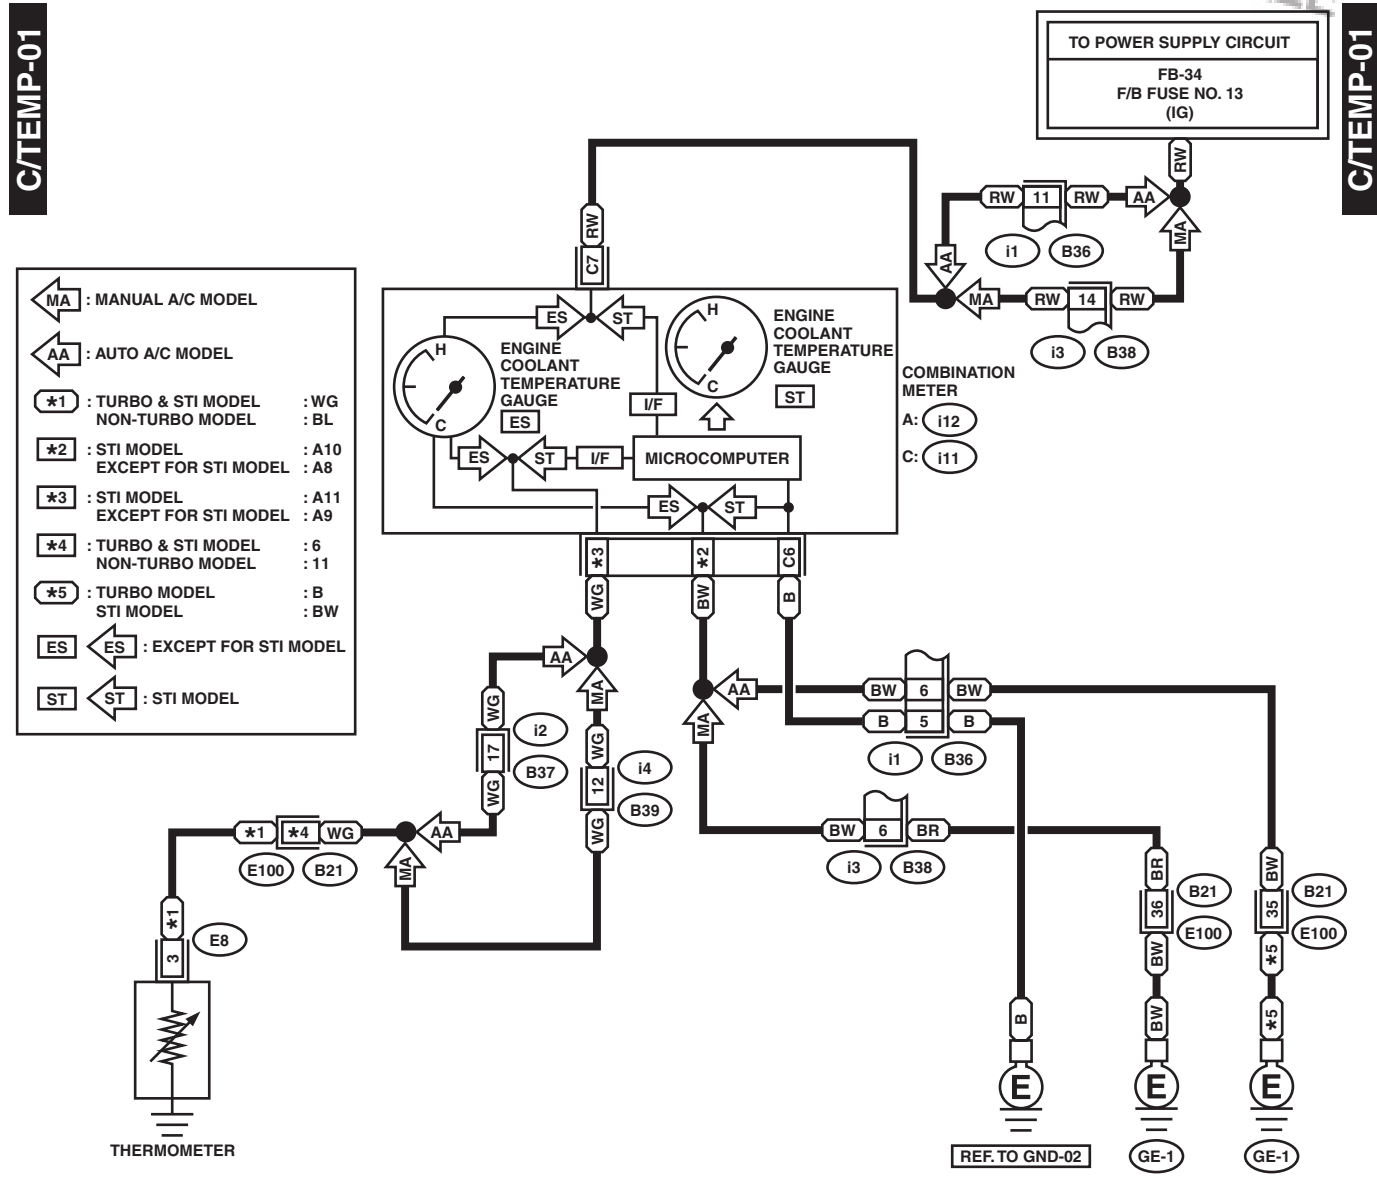 C/TEMP-01
C/TEMP-01
TO POWER SUPPLY CIRCUIT
FB-34
F/B FUSE NO. 13
(IG)
RW
RW 11 RW AA
i1 B36
AA
MA
MA RW 14 RW
i3 B38
RW
C7
MA : MANUAL A/C MODEL
AA : AUTO A/C MODEL
*1 : TURBO & STI MODEL : WG
NON-TURBO MODEL : BL
*2 : STI MODEL : A10
EXCEPT FOR STI MODEL : A8
*3 : STI MODEL : A11
EXCEPT FOR STI MODEL : A9
*4 : TURBO & STI MODEL : 6
NON-TURBO MODEL : 11
*5 : TURBO MODEL : B
STI MODEL : BW
ES ES : EXCEPT FOR STI MODEL
ST ST : STI MODEL
ES ST
H
C
ENGINE
COOLANT
TEMPERATURE
GAUGE
ES
H
C
ENGINE
COOLANT
TEMPERATURE
GAUGE
ST
I/F
ES ST I/F MICROCOMPUTER
ES ST
COMBINATION
METER
A: i12
C: i11
*3 *2 C6
WG BW B
AA
MA
WG
17
WG
i2
B37
WG
12
WG
i4
B39
AA
MA
BW 6 BW
B 5 B
i1 B36
BW 6 BR
i3 B38
*1 *4 WG AA
E100 B21
MA
*1
3
E8
THERMOMETER
BR
36
BW
B21
E100
BW
BW
35
*5
B21
E100
*5
B
E E E
REF. TO GND-02 GE-1 GE-1